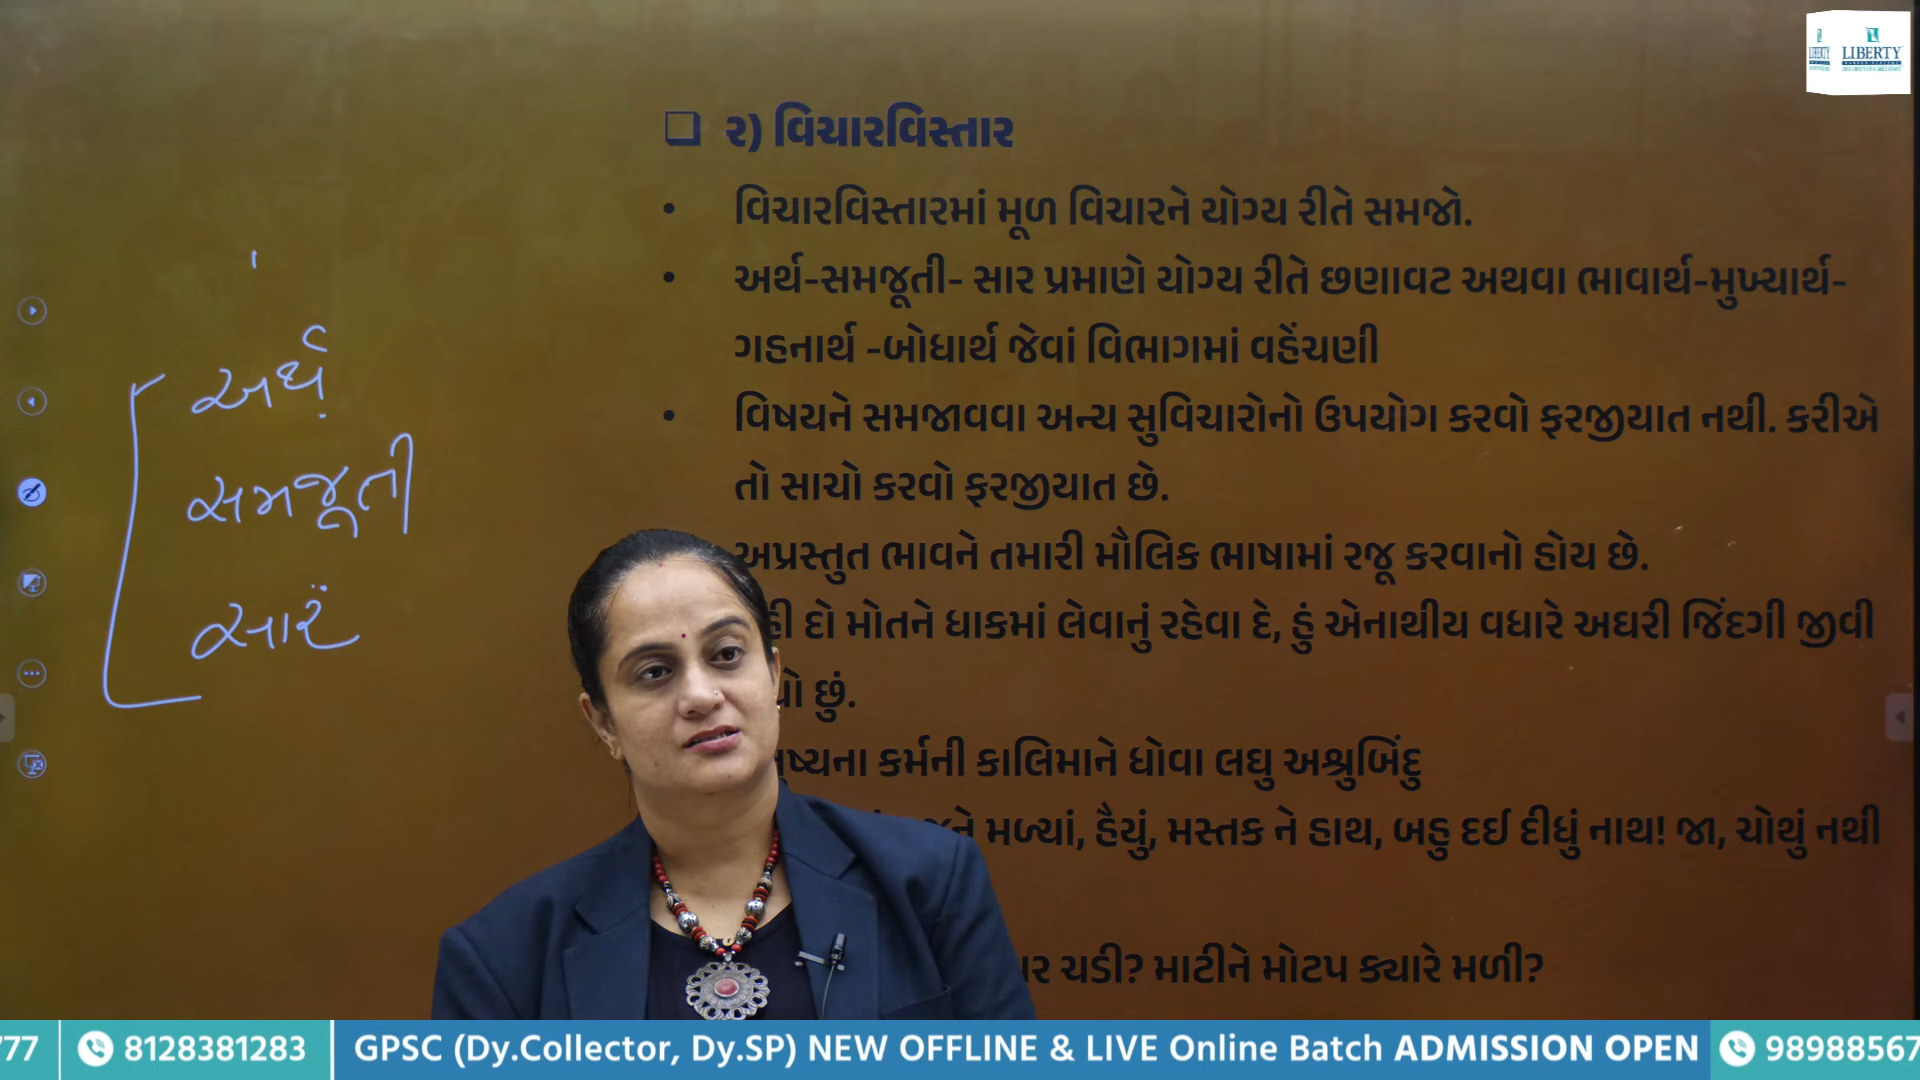 LIBERTY
LIBERTY
❑ ૨) વિચારવિસ્તાર
• વિચારવિસ્તારમાં મૂળ વિચારને યોગ્ય રીતે સમજો.
• અર્થ-સમજૂતી- સાર પ્રમાણે યોગ્ય રીતે છણાવટ અથવા ભાવાર્થ-મુખ્યાર્થ-
ગહનાર્થ -બોધાર્થ જેવાં વિભાગમાં વહેંચણી
• વિષયને સમજાવવા અન્ય સુવિચારોનો ઉપયોગ કરવો ફરજીયાત નથી. કરીએ
તો સાચો કરવો ફરજીયાત છે.
અપ્રસ્તુત ભાવને તમારી મૌલિક ભાષામાં રજૂ કરવાનો હોય છે.
દો મોતને ધાકમાં લેવાનું રહેવા દે, હું એનાથીય વધારે અઘરી જિંદગી જીવી
છું.
કર્મની કાલિમાને ધોવા લઘુ અશ્રુબિંદુ
મળ્યાં, હૈયું, મસ્તક ને હાથ, બહુ દઈ દીધું નાથ! જા, ચોથું નથી
ચડી? માટીને મોટપ ક્યારે મળી?
અર્થ
સમજૂતી
સાર
777
8128381283
GPSC (Dy.Collector, Dy.SP) NEW OFFLINE & LIVE Online Batch ADMISSION OPEN
98988567